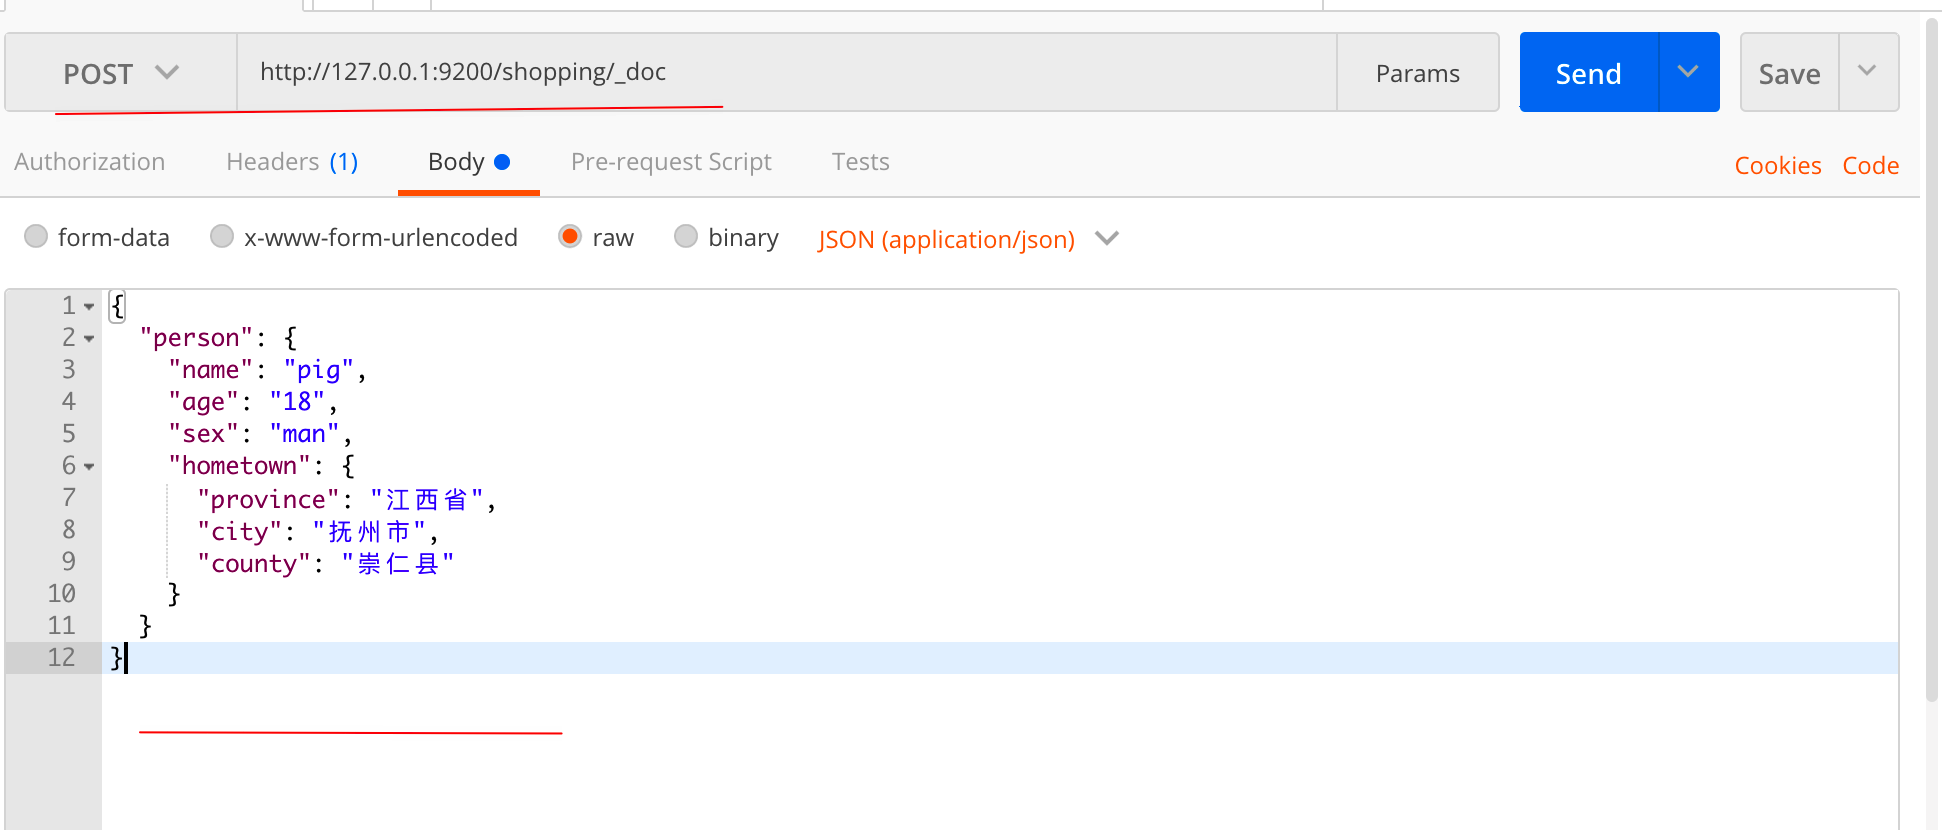 POST http://127.0.0.1:9200/shopping/_doc Params Send Save
Authorization Headers (1) Body Pre-request Script Tests Cookies Code
form-data x-www-form-urlencoded raw binary JSON (application/json)
1 {
2 "person": {
3 "name": "pig",
4 "age": "18",
5 "sex": "man",
6 "hometown": {
7 "province": "江西省",
8 "city": "抚州市",
9 "county": "崇仁县"
10 }
11 }
12 }